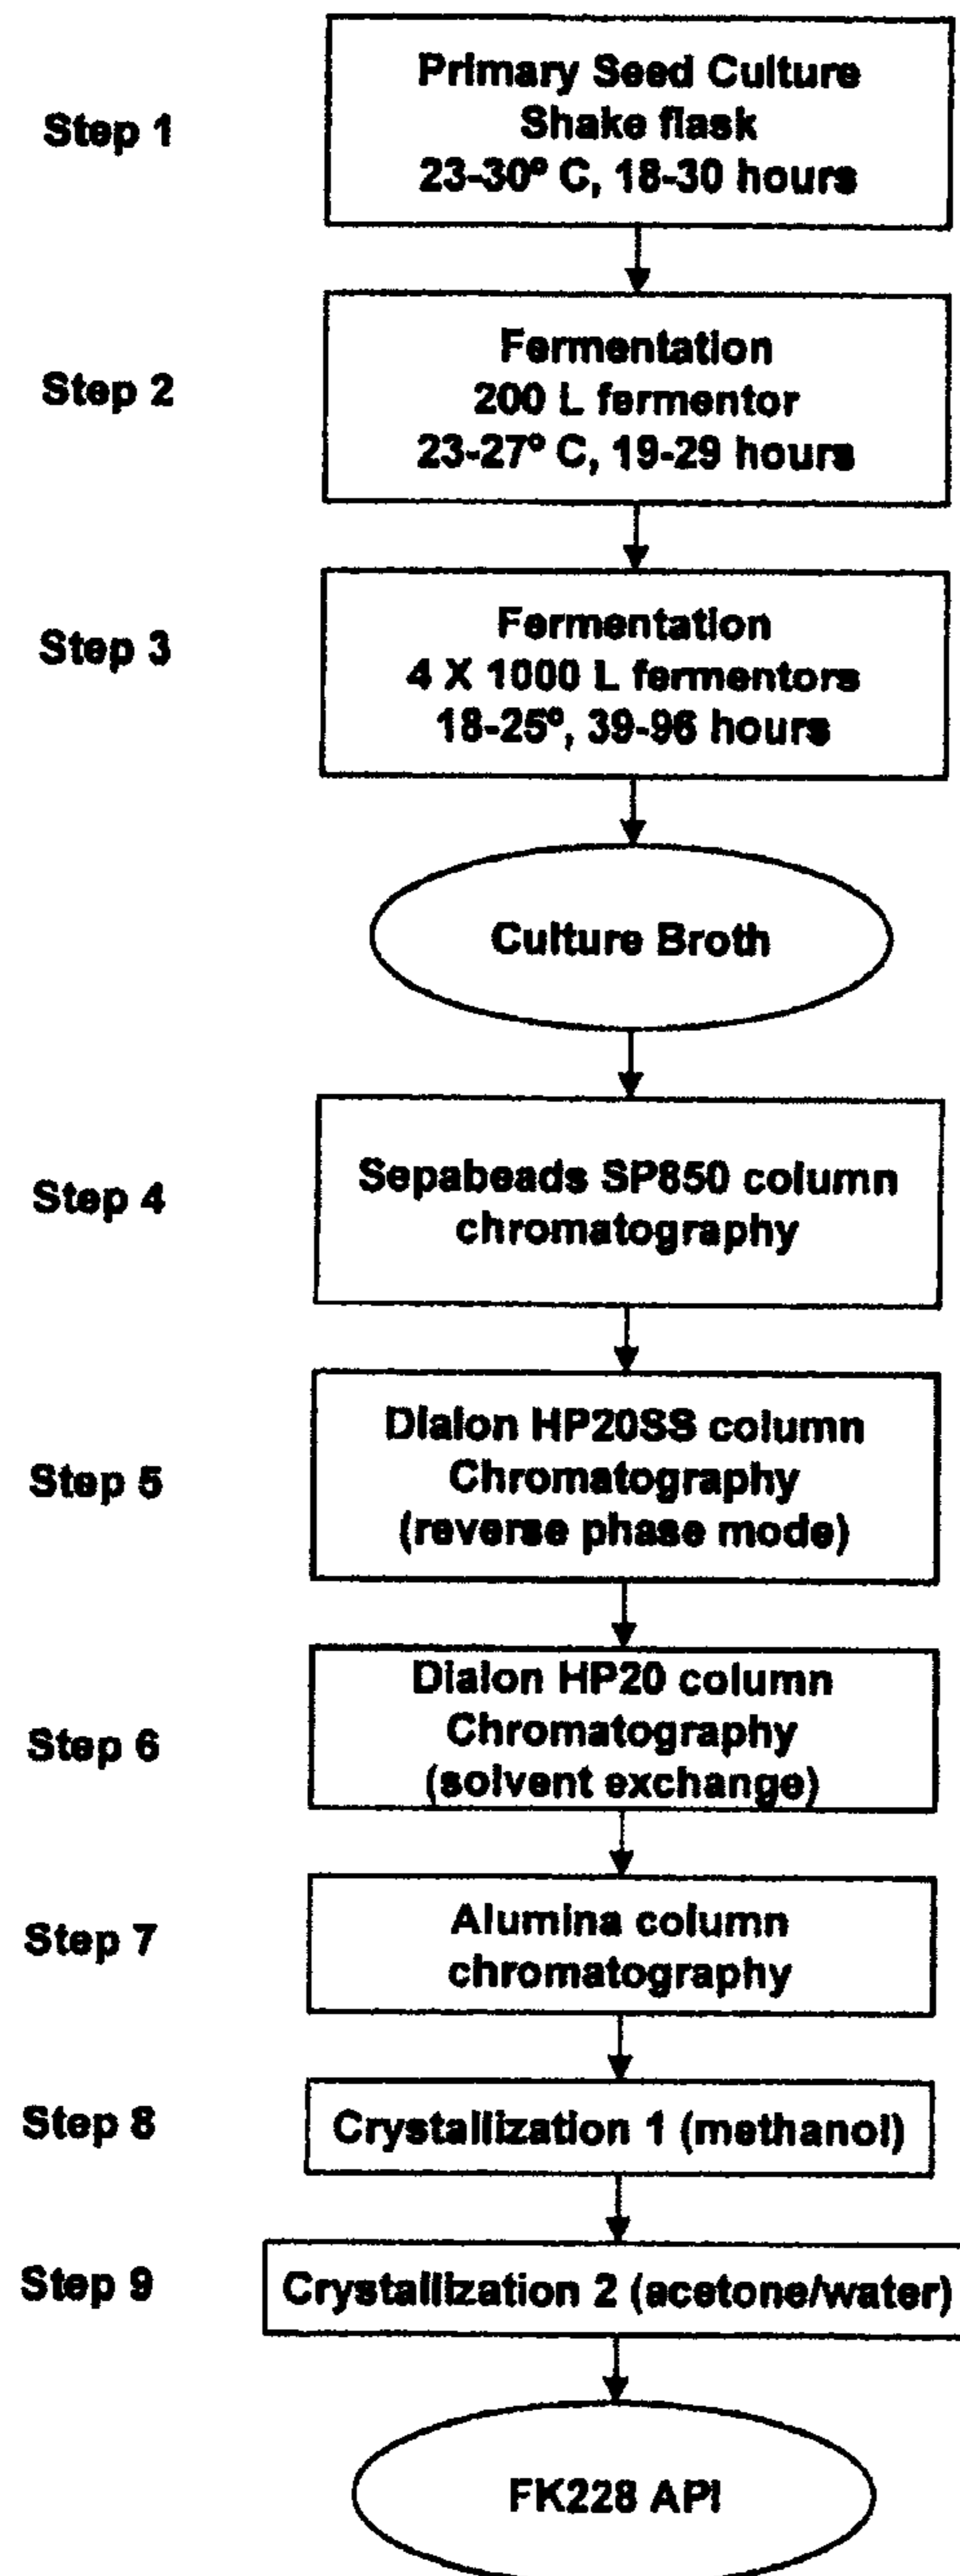 Step 1
Primary Seed Culture
Shake flask
23-30º C, 18-30 hours
Step 2
Fermentation
200 L fermentor
23-27º C, 19-29 hours
Step 3
Fermentation
4 X 1000 L fermentors
18-25º, 39-96 hours
Culture Broth
Step 4
Sepabeads SP850 column
chromatography
Step 5
Dialon HP20SS column
Chromatography
(reverse phase mode)
Step 6
Dialon HP20 column
Chromatography
(solvent exchange)
Step 7
Alumina column
chromatography
Step 8
Crystallization 1 (methanol)
Step 9
Crystallization 2 (acetone/water)
FK228 API